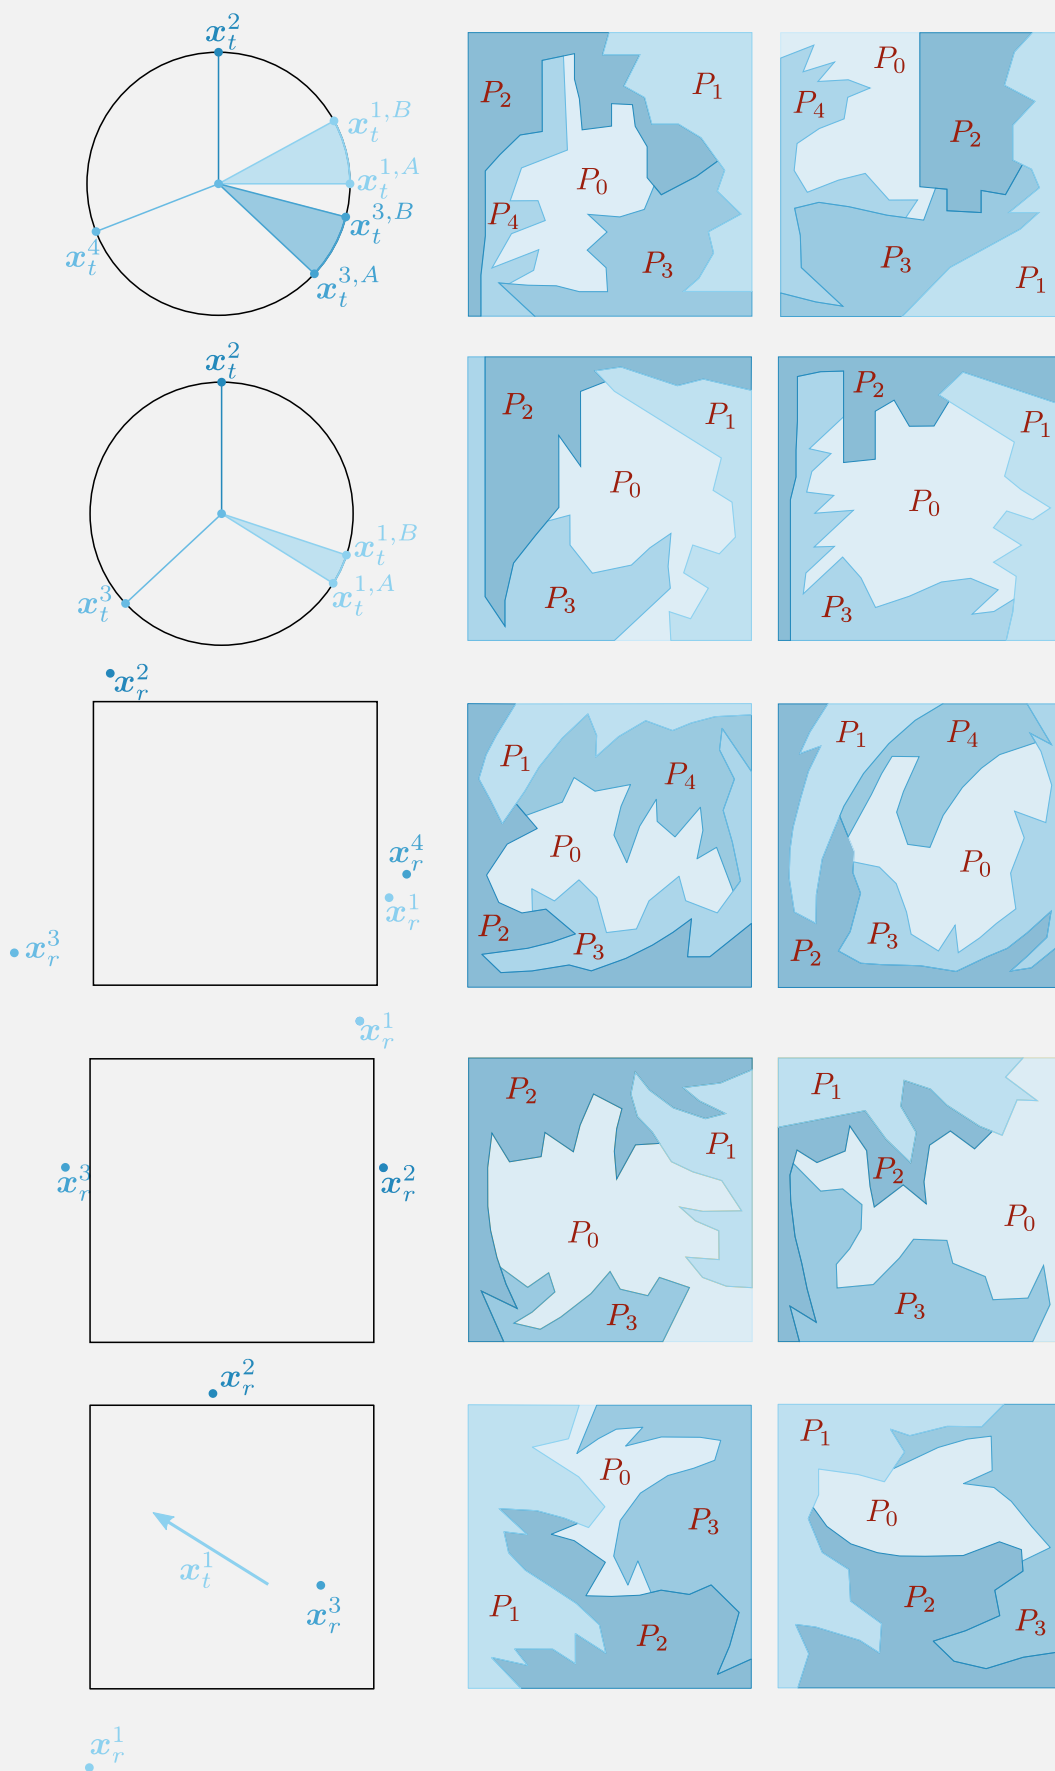 x_t^2
x_t^{1,B}
x_t^{1,A}
x_t^{3,B}
x_t^{3,A}
x_t^4
P_2
P_1
P_0
P_4
P_3
P_0
P_4
P_2
P_3
P_1
x_t^2
x_t^{1,B}
x_t^{1,A}
x_t^3
P_2
P_1
P_0
P_3
P_2
P_1
P_0
P_3
x_r^2
x_r^4
x_r^1
x_r^3
P_1
P_4
P_0
P_2
P_3
P_1
P_4
P_0
P_3
P_2
x_r^1
x_r^3
x_r^2
P_2
P_1
P_0
P_3
P_1
P_2
P_0
P_3
x_r^2
x_t^1
x_r^3
x_r^1
P_0
P_3
P_1
P_2
P_1
P_0
P_2
P_3